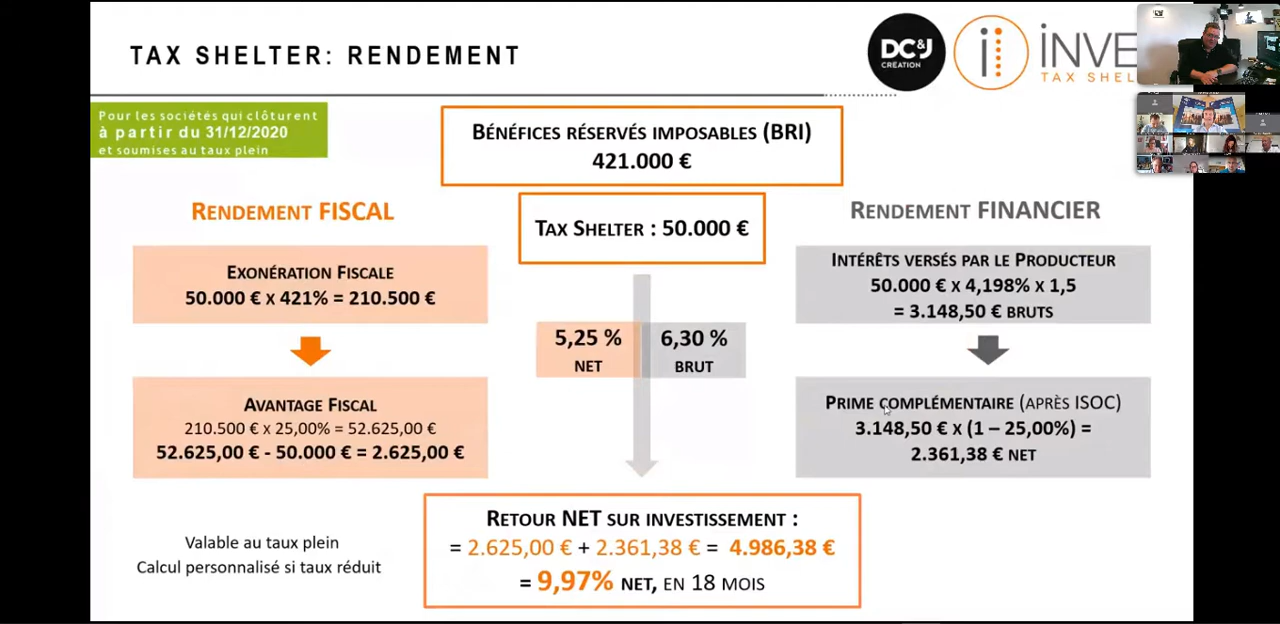 TAX SHELTER: RENDEMENT
DC&J
CRÉATION
INVE
TAX SHEL
Pour les sociétés qui clôturent
à partir du 31/12/2020
et soumises au taux plein
BÉNÉFICES RÉSERVÉS IMPOSABLES (BRI)
421.000 €
RENDEMENT FISCAL
TAX SHELTER : 50.000 €
RENDEMENT FINANCIER
EXONÉRATION FISCALE
50.000 € x 421% = 210.500 €
INTÉRÊTS VERSÉS PAR LE PRODUCTEUR
50.000 € x 4,198% x 1,5
= 3.148,50 € BRUTS
5,25 %
NET
6,30 %
BRUT
AVANTAGE FISCAL
210.500 € x 25,00% = 52.625,00 €
52.625,00 € - 50.000 € = 2.625,00 €
PRIME COMPLÉMENTAIRE (APRÈS ISOC)
3.148,50 € x (1 – 25,00%) =
2.361,38 € NET
RETOUR NET SUR INVESTISSEMENT :
= 2.625,00 € + 2.361,38 € = 4.986,38 €
= 9,97% NET, EN 18 MOIS
Valable au taux plein
Calcul personnalisé si taux réduit